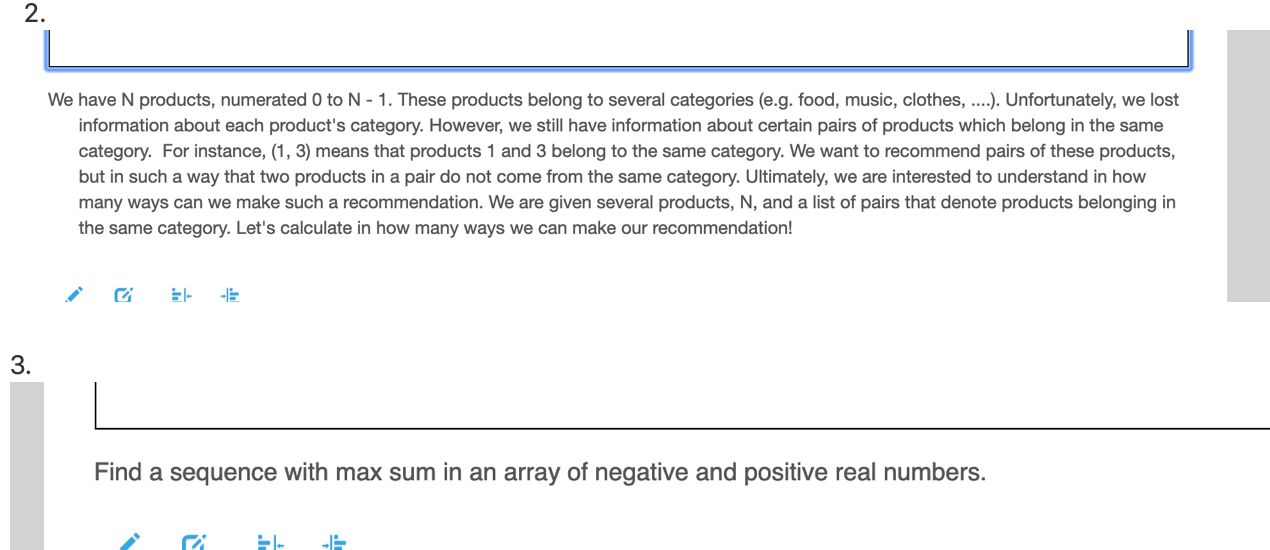 2.
We have N products, numerated 0 to N - 1. These products belong to several categories (e.g. food, music, clothes, ....). Unfortunately, we lost
information about each product's category. However, we still have information about certain pairs of products which belong in the same
category.  For instance, (1, 3) means that products 1 and 3 belong to the same category. We want to recommend pairs of these products,
but in such a way that two products in a pair do not come from the same category. Ultimately, we are interested to understand in how
many ways can we make such a recommendation. We are given several products, N, and a list of pairs that denote products belonging in
the same category. Let's calculate in how many ways we can make our recommendation!
3.
Find a sequence with max sum in an array of negative and positive real numbers.